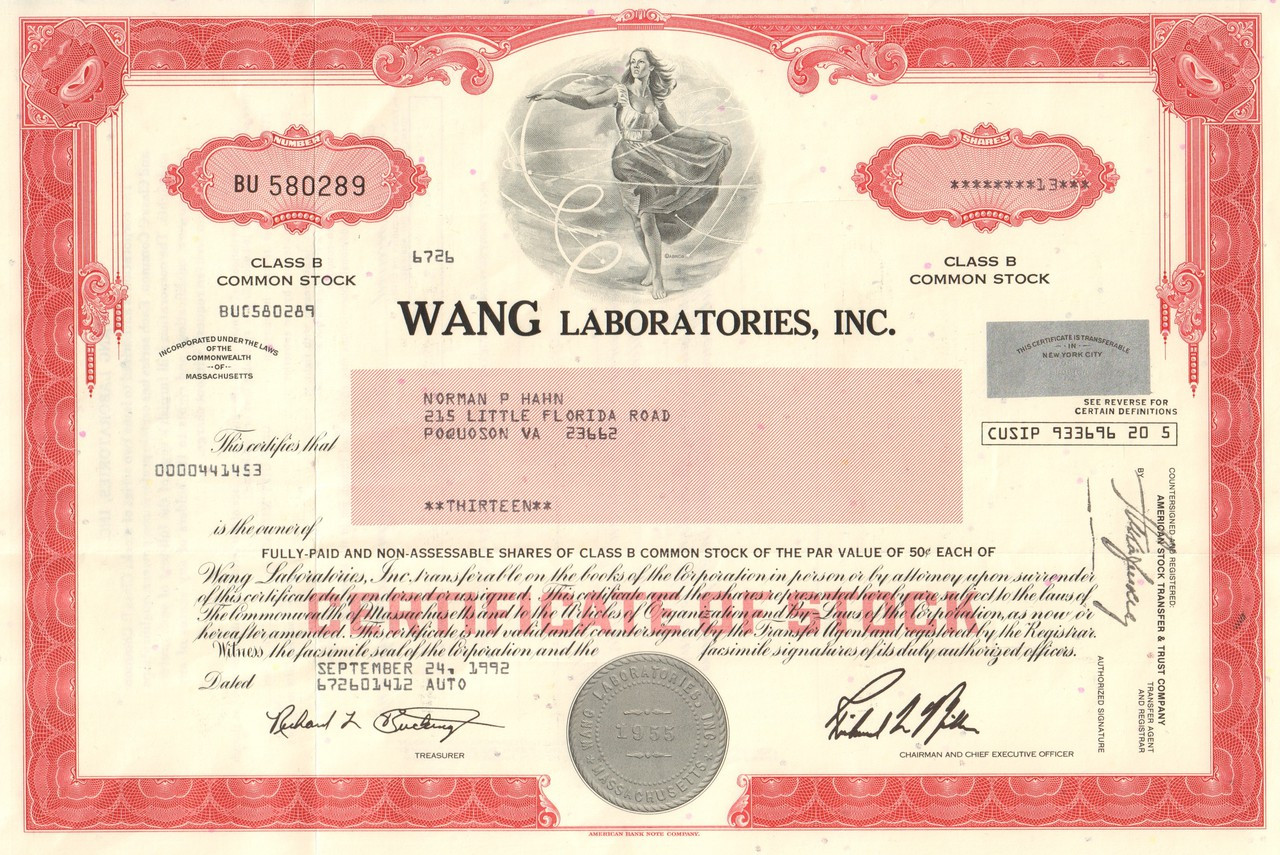 NUMBER
BU 580289
SHARES
********13***
CLASS B
COMMON STOCK
6726
CLASS B
COMMON STOCK
BUC580289
WANG LABORATORIES, INC.
INCORPORATED UNDER THE LAWS
OF THE
COMMONWEALTH
--OF--
MASSACHUSETTS
THIS CERTIFICATE IS TRANSFERABLE
-- IN --
NEW YORK CITY
SEE REVERSE FOR
CERTAIN DEFINITIONS
CUSIP 933696 20 5
NORMAN P HAHN
215 LITTLE FLORIDA ROAD
POQUOSON VA 23662
This certifies that
0000441453
**THIRTEEN**
is the owner of
FULLY-PAID AND NON-ASSESSABLE SHARES OF CLASS B COMMON STOCK OF THE PAR VALUE OF 50¢ EACH OF
CERTIFICATE OF STOCK
Wang Laboratories, Inc. transferable on the books of the Corporation in person or by attorney upon surrender
of this certificate duly endorsed or assigned. This certificate and the shares represented hereby are subject to the laws of
The Commonwealth of Massachusetts and to the Articles of Organization and By-Laws of the Corporation, as now or
hereafter amended. This certificate is not valid until countersigned by the Transfer Agent and registered by the Registrar.
Witness the facsimile seal of the Corporation and the facsimile signatures of its duly authorized officers.
Dated
SEPTEMBER 24, 1992
672601412 AUTO
TREASURER
WANG LABORATORIES, INC.
1955
MASSACHUSETTS
CHAIRMAN AND CHIEF EXECUTIVE OFFICER
COUNTERSIGNED AND REGISTERED:
AMERICAN STOCK TRANSFER & TRUST COMPANY
TRANSFER AGENT
AND REGISTRAR
BY
AUTHORIZED SIGNATURE
AMERICAN BANK NOTE COMPANY.